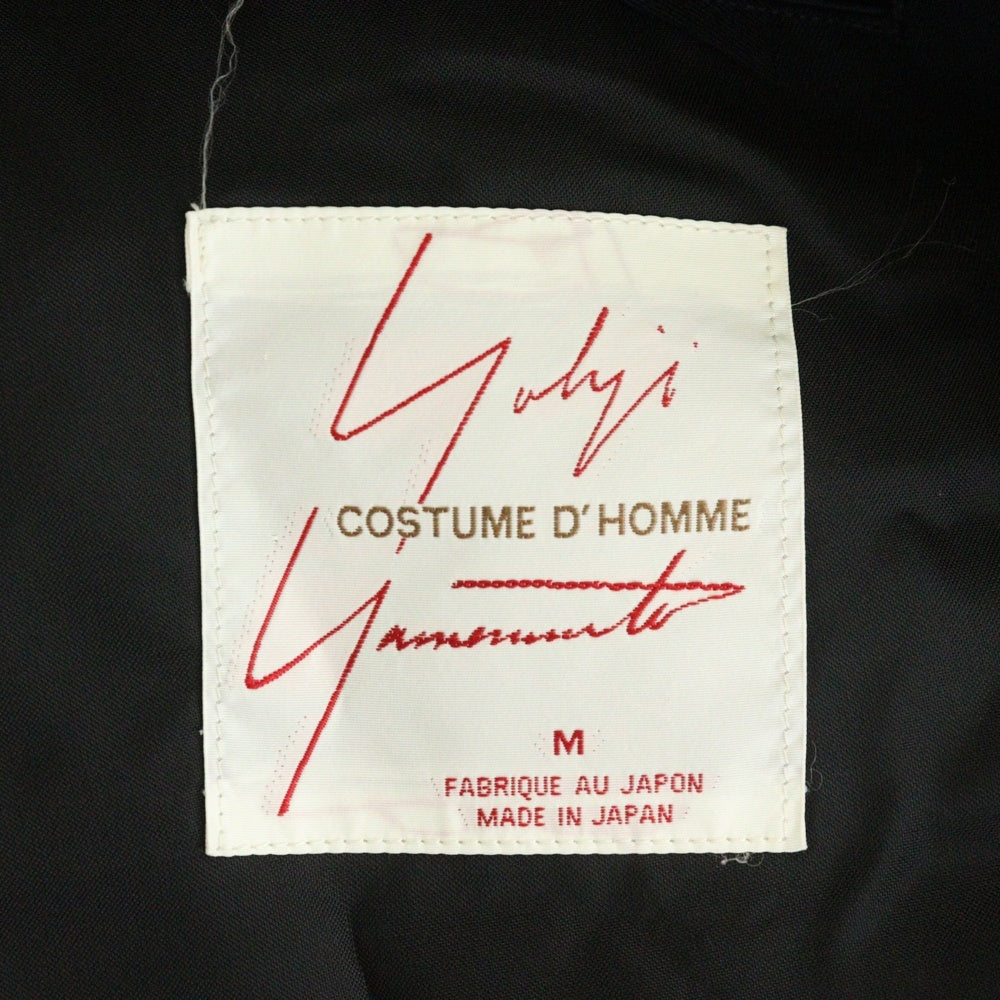 Yohji
COSTUME D'HOMME
Yamamoto
M
FABRIQUE AU JAPON
MADE IN JAPAN